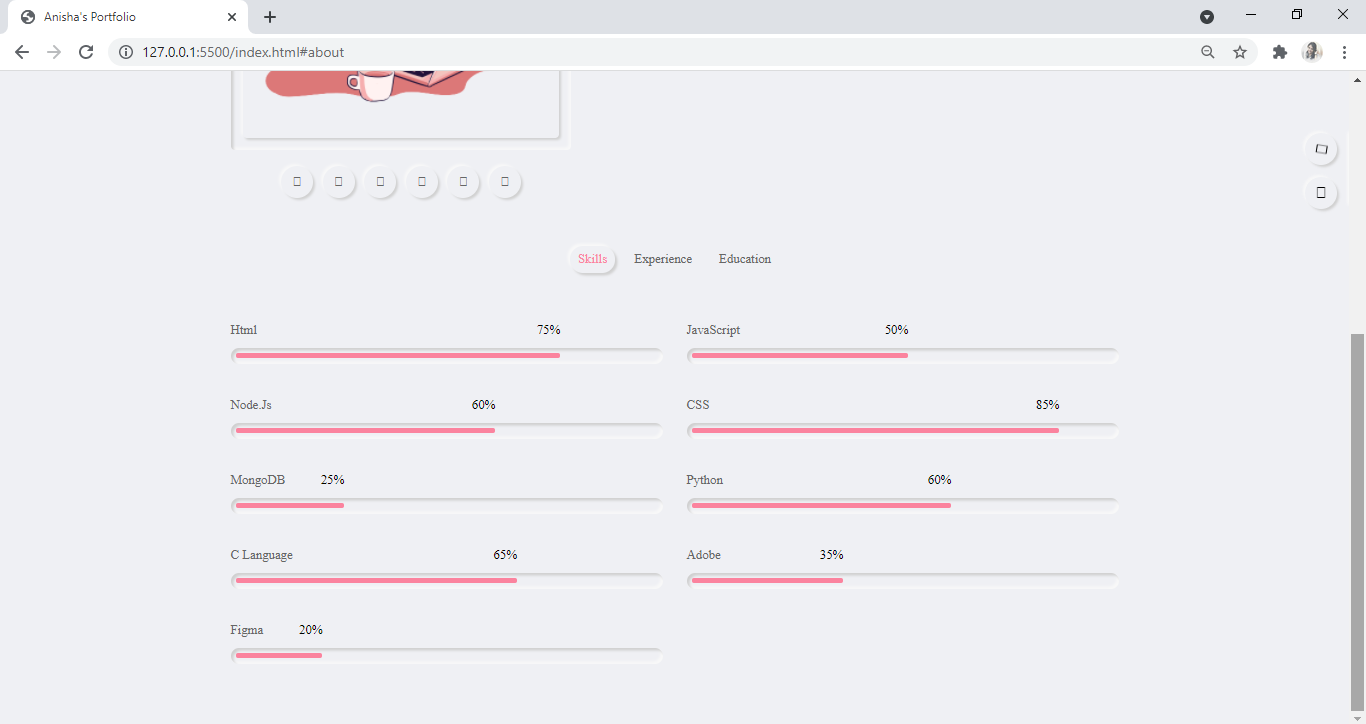 Anisha's Portfolio
127.0.0.1:5500/index.html#about
Skills Experience Education
Html 75% JavaScript 50%
Node.Js 60% CSS 85%
MongoDB 25% Python 60%
C Language 65% Adobe 35%
Figma 20%